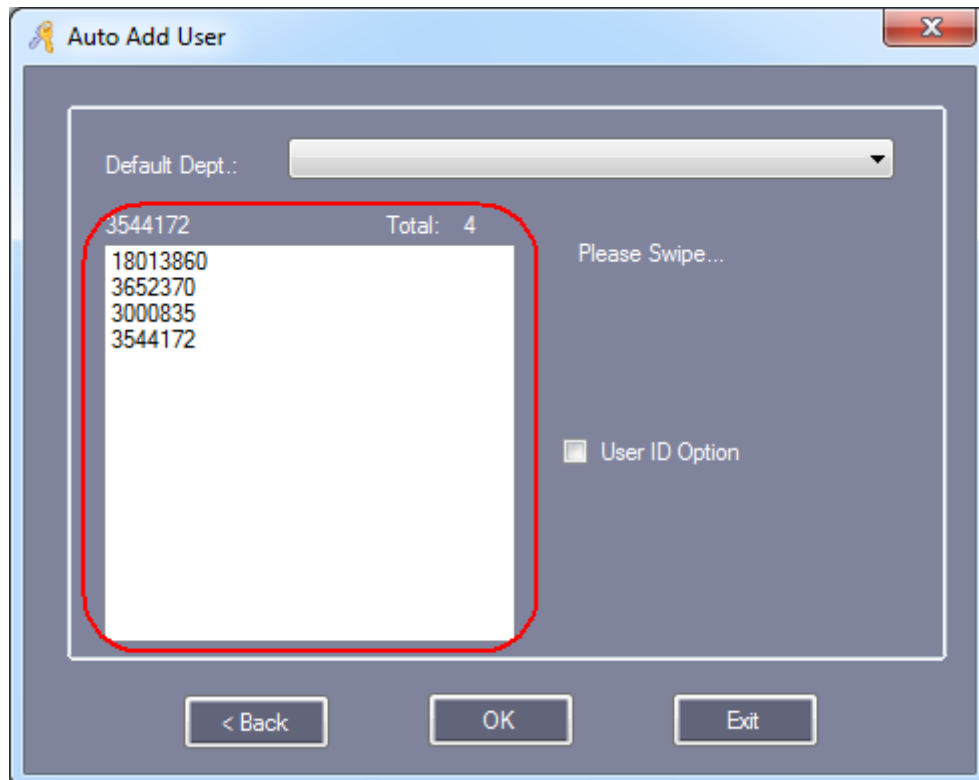 Auto Add User
Default Dept.:
3544172 Total: 4
18013860
3652370
3000835
3544172
Please Swipe...
User ID Option
< Back OK Exit